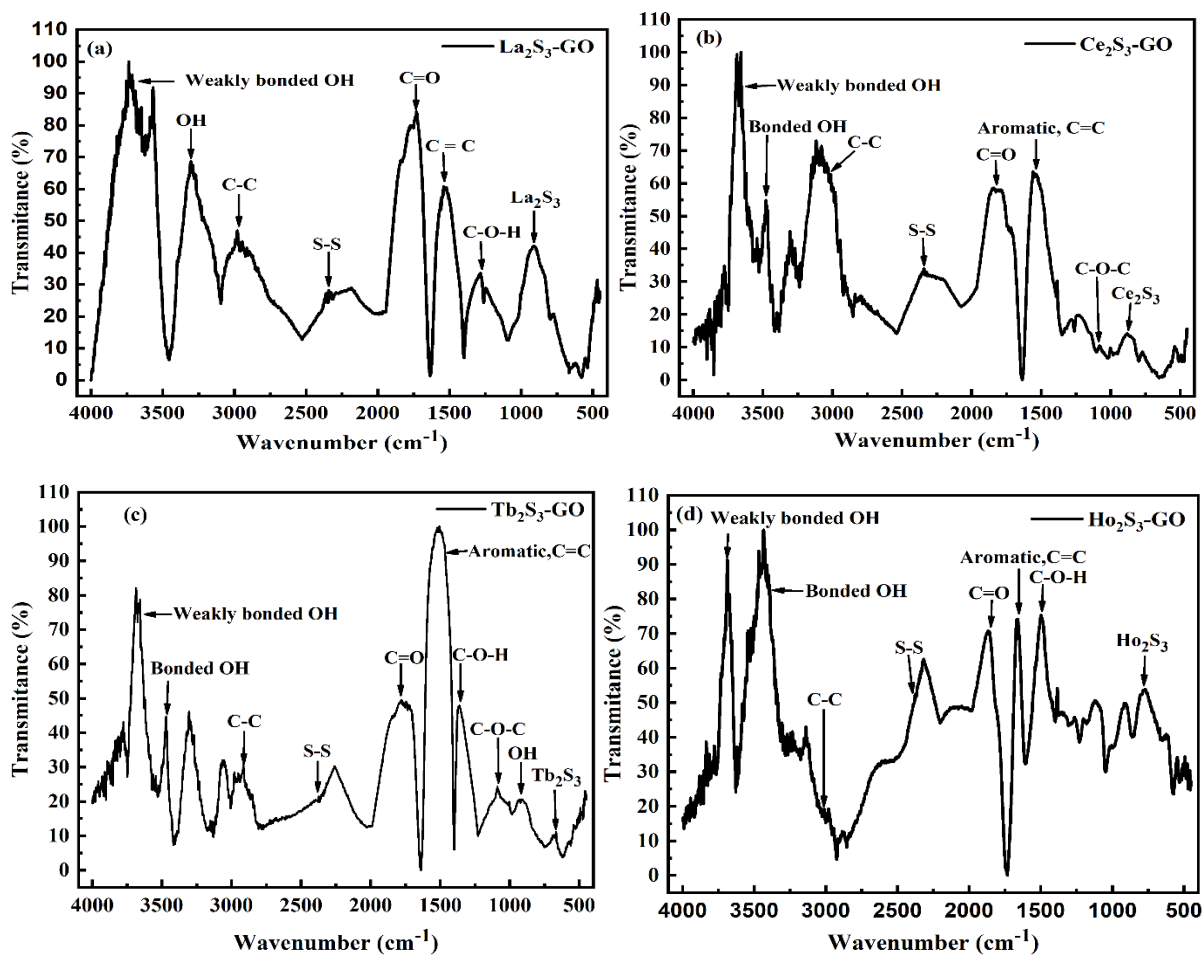 (a)
La₂S₃-GO
Weakly bonded OH
OH
C-C
S-S
C=O
C = C
C-O-H
La₂S₃
Transmitance (%)
110
100
90
80
70
60
50
40
30
20
10
0
4000 3500 3000 2500 2000 1500 1000 500
Wavenumber (cm⁻¹)
(b)
Ce₂S₃-GO
Weakly bonded OH
Bonded OH
C-C
S-S
C=O
Aromatic, C=C
C-O-C
Ce₂S₃
Transmitance (%)
110
100
90
80
70
60
50
40
30
20
10
0
4000 3500 3000 2500 2000 1500 1000 500
Wavenumber (cm⁻¹)
(c)
Tb₂S₃-GO
Weakly bonded OH
Bonded OH
C-C
S-S
C=O
Aromatic,C=C
C-O-H
C-O-C
OH
Tb₂S₃
Transmitance (%)
110
100
90
80
70
60
50
40
30
20
10
0
4000 3500 3000 2500 2000 1500 1000 500
Wavenumber (cm⁻¹)
(d)
Ho₂S₃-GO
Weakly bonded OH
Bonded OH
C-C
S-S
C=O
Aromatic,C=C
C-O-H
Ho₂S₃
Transmitance (%)
110
100
90
80
70
60
50
40
30
20
10
0
4000 3500 3000 2500 2000 1500 1000 500
Wavenumber (cm⁻¹)